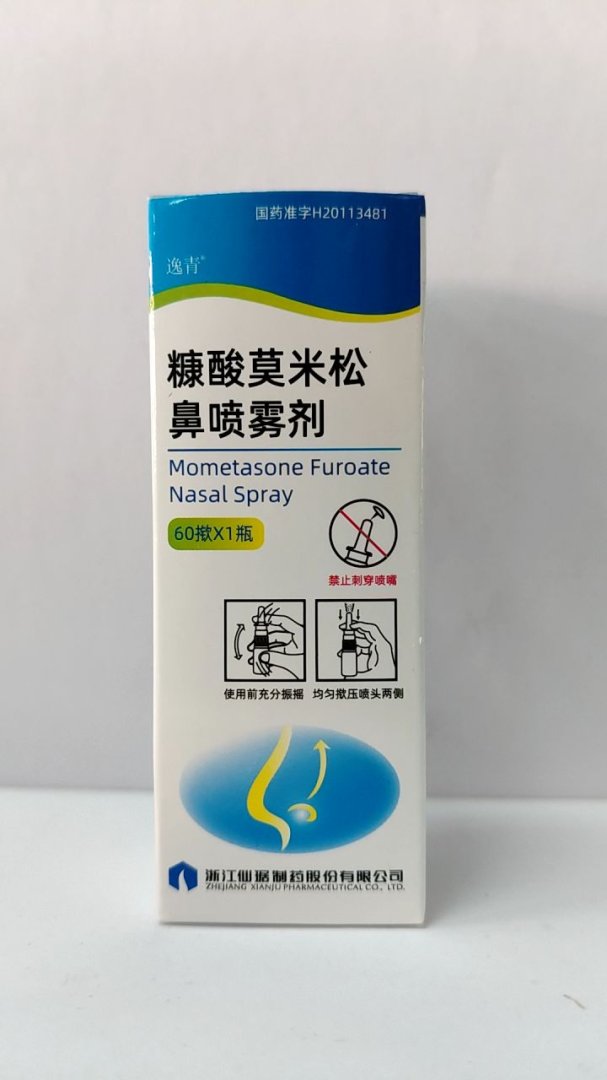 国药准字H20113481
逸青®
糠酸莫米松
鼻喷雾剂
Mometasone Furoate
Nasal Spray
60揿X1瓶
禁止刺穿喷嘴
使用前充分振摇 均匀揿压喷头两侧
浙江仙琚制药股份有限公司
ZHEJIANG XIANJU PHARMACEUTICAL CO., LTD.